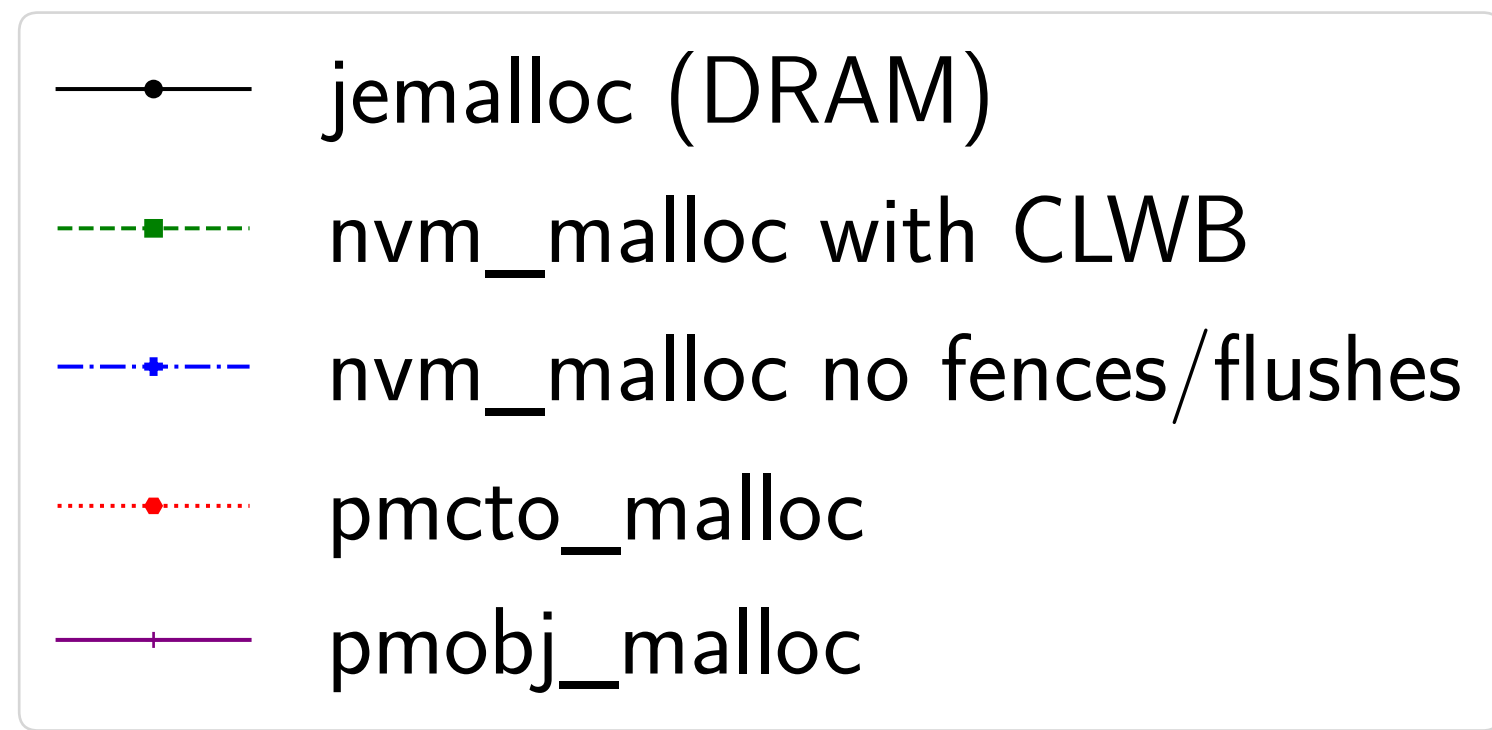 jemalloc (DRAM)
nvm_malloc with CLWB
nvm_malloc no fences/flushes
pmcto_malloc
pmobj_malloc